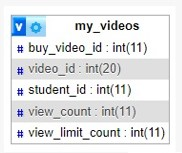 v my_videos
# buy_video_id : int(11)
# video_id : int(20)
# student_id : int(11)
# view_count : int(11)
# view_limit_count : int(11)